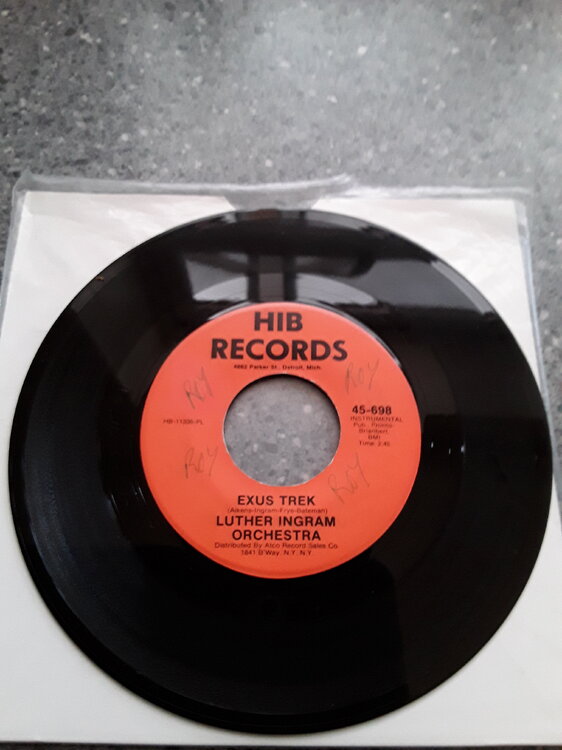 HIB
RECORDS
4862 Parker St., Detroit, Mich.
ROY
ROY
HB-11336-PL
45-698
INSTRUMENTAL
Pub.
BMI
Time: 2:45
ROY
ROY
EXUS TREK
(Aikens-Ingram-Frye-Bateman)
LUTHER INGRAM
ORCHESTRA
Distributed By Atco Record Sales Co.
1841 B'Way, N.Y. N.Y.